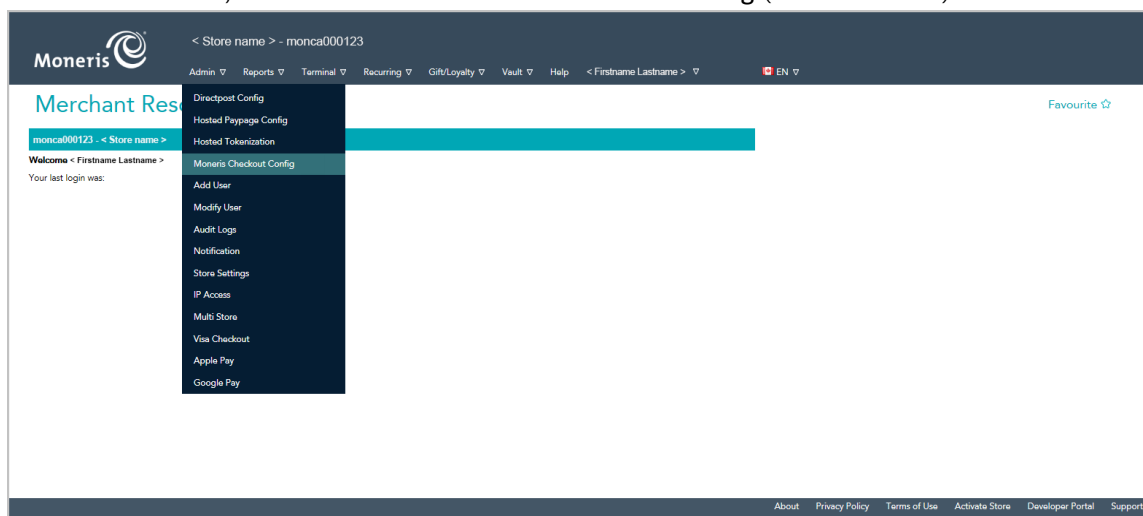 < Store name > - monca000123
Moneris
Admin Reports Terminal Recurring Gift/Loyalty Vault Help < Firstname Lastname > EN
Merchant Res
Favourite
Directpost Config
Hosted Paypage Config
monca000123 - < Store name >
Hosted Tokenization
Welcome < Firstname Lastname >
Moneris Checkout Config
Your last login was:
Add User
Modify User
Audit Logs
Notification
Store Settings
IP Access
Multi Store
Visa Checkout
Apple Pay
Google Pay
About Privacy Policy Terms of Use Activate Store Developer Portal Support